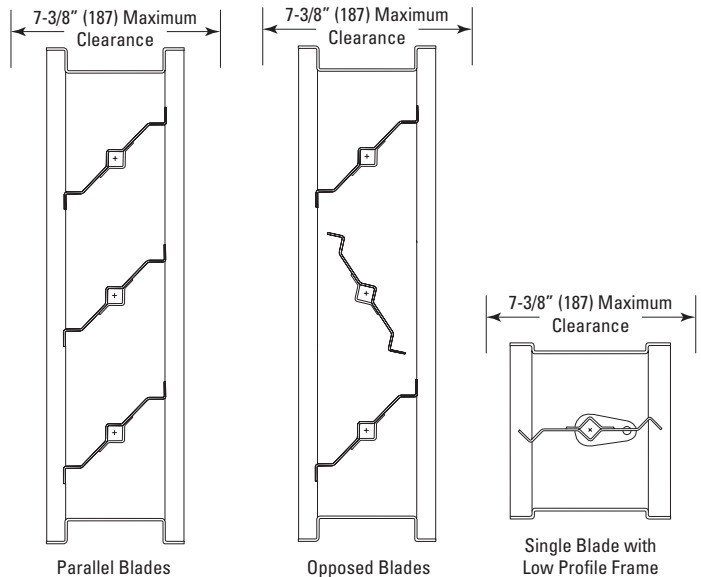 7-3/8” (187) Maximum
Clearance
7-3/8” (187) Maximum
Clearance
7-3/8” (187) Maximum
Clearance
Parallel Blades
Opposed Blades
Single Blade with
Low Profile Frame